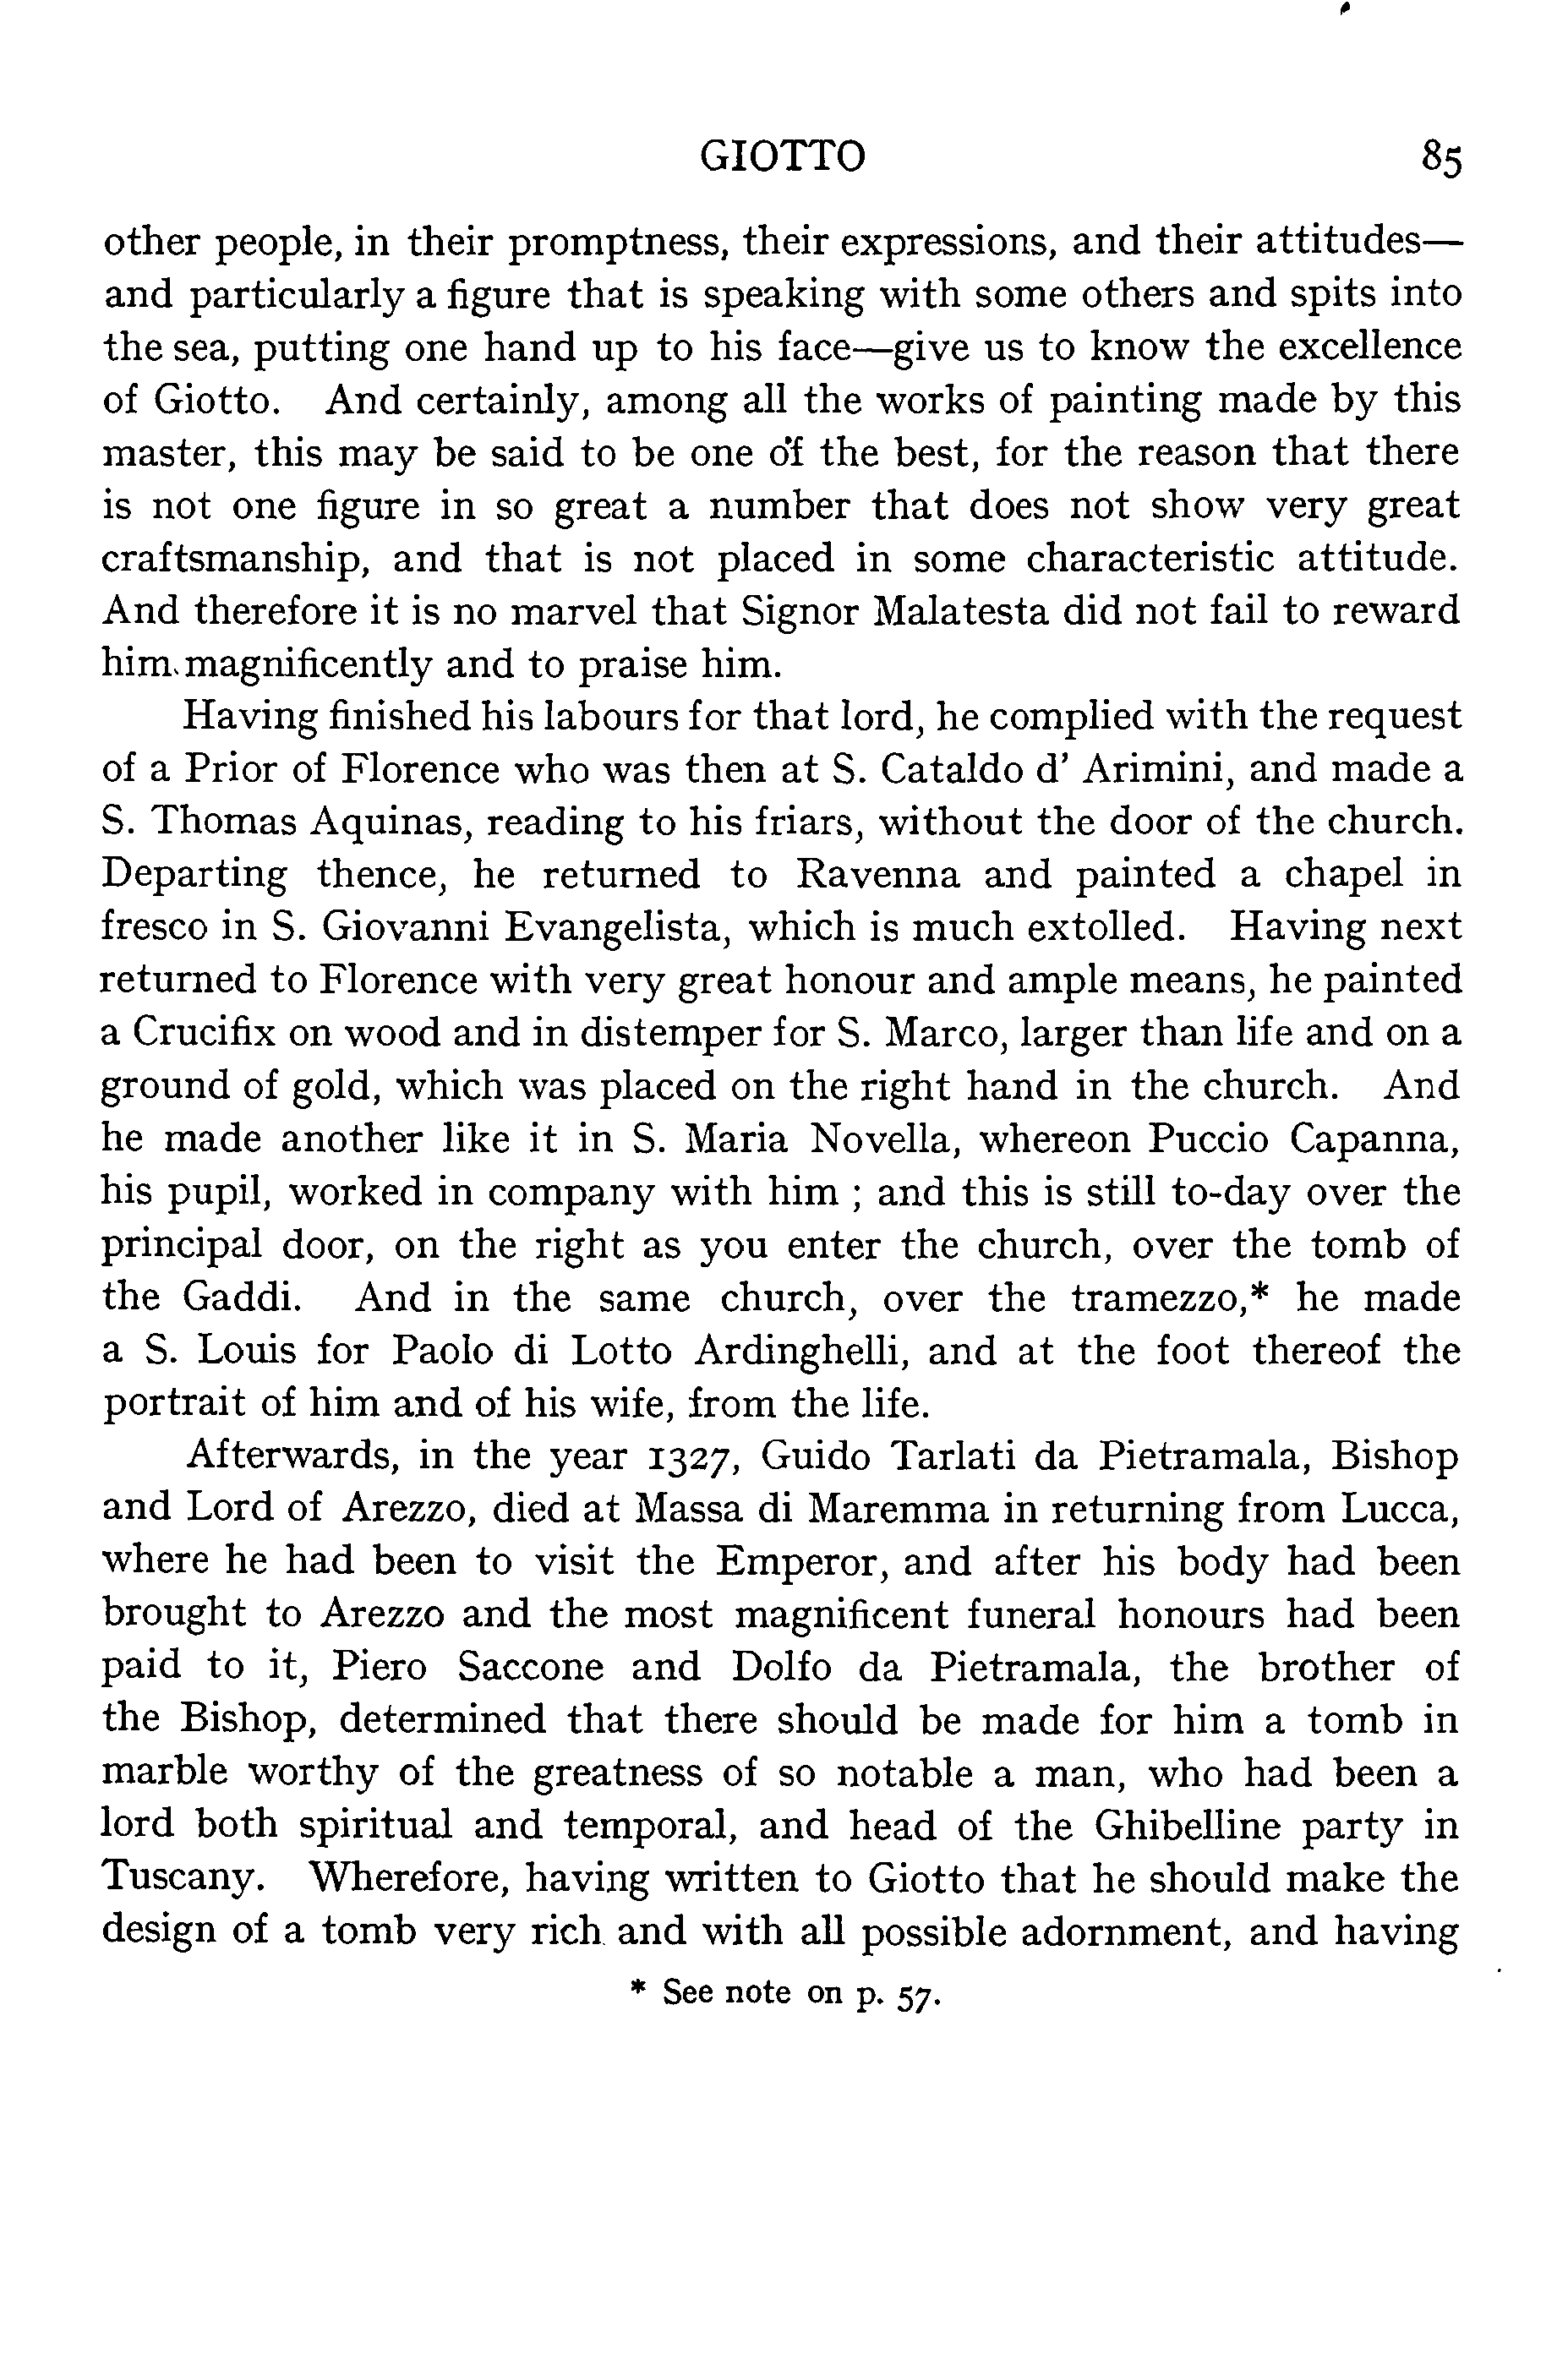 GIOTTO 85
other people, in their promptness, their expressions, and their attitudes—
and particularly a figure that is speaking with some others and spits into
the sea, putting one hand up to his face—give us to know the excellence
of Giotto. And certainly, among all the works of painting made by this
master, this may be said to be one of the best, for the reason that there
is not one figure in so great a number that does not show very great
craftsmanship, and that is not placed in some characteristic attitude.
And therefore it is no marvel that Signor Malatesta did not fail to reward
him magnificently and to praise him.
Having finished his labours for that lord, he complied with the request
of a Prior of Florence who was then at S. Cataldo d' Arimini, and made a
S. Thomas Aquinas, reading to his friars, without the door of the church.
Departing thence, he returned to Ravenna and painted a chapel in
fresco in S. Giovanni Evangelista, which is much extolled. Having next
returned to Florence with very great honour and ample means, he painted
a Crucifix on wood and in distemper for S. Marco, larger than life and on a
ground of gold, which was placed on the right hand in the church. And
he made another like it in S. Maria Novella, whereon Puccio Capanna,
his pupil, worked in company with him ; and this is still to-day over the
principal door, on the right as you enter the church, over the tomb of
the Gaddi. And in the same church, over the tramezzo,* he made
a S. Louis for Paolo di Lotto Ardinghelli, and at the foot thereof the
portrait of him and of his wife, from the life.
Afterwards, in the year 1327, Guido Tarlati da Pietramala, Bishop
and Lord of Arezzo, died at Massa di Maremma in returning from Lucca,
where he had been to visit the Emperor, and after his body had been
brought to Arezzo and the most magnificent funeral honours had been
paid to it, Piero Saccone and Dolfo da Pietramala, the brother of
the Bishop, determined that there should be made for him a tomb in
marble worthy of the greatness of so notable a man, who had been a
lord both spiritual and temporal, and head of the Ghibelline party in
Tuscany. Wherefore, having written to Giotto that he should make the
design of a tomb very rich and with all possible adornment, and having
* See note on p. 57.